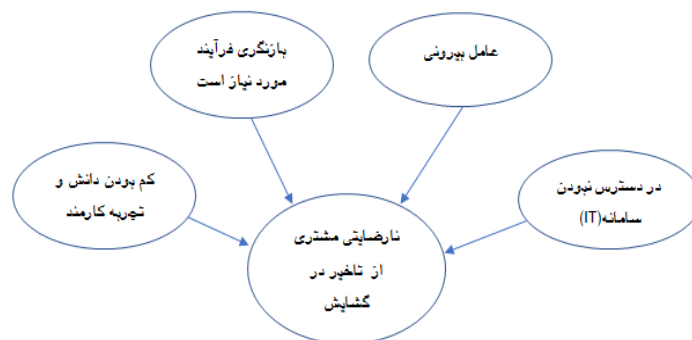 عامل بیرونی
بازنگری فرآیند
مورد نیاز است
در دسترس نبودن
سامانه(IT)
کم بودن دانش و
تجربه کارمند
نارضایتی مشتری
از تاخیر در
گشایش